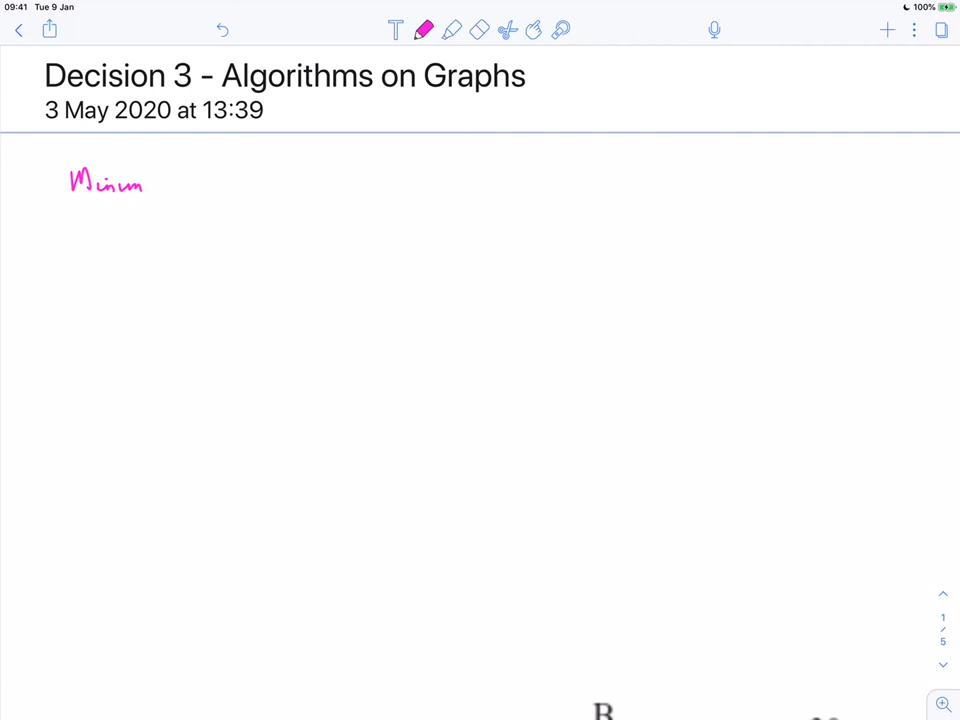 09:41 Tue 9 Jan 100%
T
Decision 3 - Algorithms on Graphs
3 May 2020 at 13:39
Minum
1
/
5
B